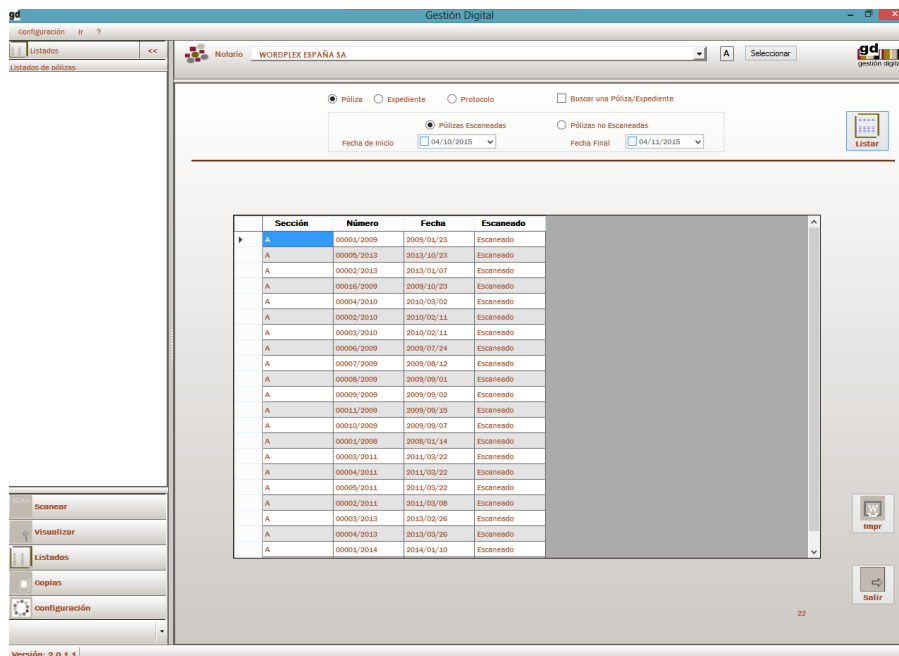 gd
Gestión Digital
Configuración Ir ?
Listados <<
Listados de pólizas
Notario WORDPLEX ESPAÑA SA A Seleccionar
gd
gestión digital
Póliza Expediente Protocolo Buscar una Póliza/Expediente
Pólizas Escaneadas Pólizas no Escaneadas
Fecha de Inicio 04/10/2015 Fecha Final 04/11/2015
Listar
Sección Número Fecha Escaneado
A 00001/2009 2009/01/23 Escaneado
A 00005/2013 2013/10/23 Escaneado
A 00002/2013 2013/01/07 Escaneado
A 00016/2009 2009/10/23 Escaneado
A 00004/2010 2010/03/02 Escaneado
A 00002/2010 2010/02/11 Escaneado
A 00003/2010 2010/02/11 Escaneado
A 00006/2009 2009/07/24 Escaneado
A 00007/2009 2009/08/12 Escaneado
A 00008/2009 2009/09/01 Escaneado
A 00009/2009 2009/09/02 Escaneado
A 00011/2009 2009/09/15 Escaneado
A 00010/2009 2009/09/07 Escaneado
A 00001/2008 2008/01/14 Escaneado
A 00003/2011 2011/03/22 Escaneado
A 00004/2011 2011/03/22 Escaneado
A 00005/2011 2011/03/22 Escaneado
A 00002/2011 2011/03/08 Escaneado
A 00003/2013 2013/02/26 Escaneado
A 00004/2013 2013/03/26 Escaneado
A 00001/2014 2014/01/10 Escaneado
SCAN
Scanear
Visualizar
Listados
Copias
Configuración
W
Impr
Salir
22
Versión: 2.0.1.1